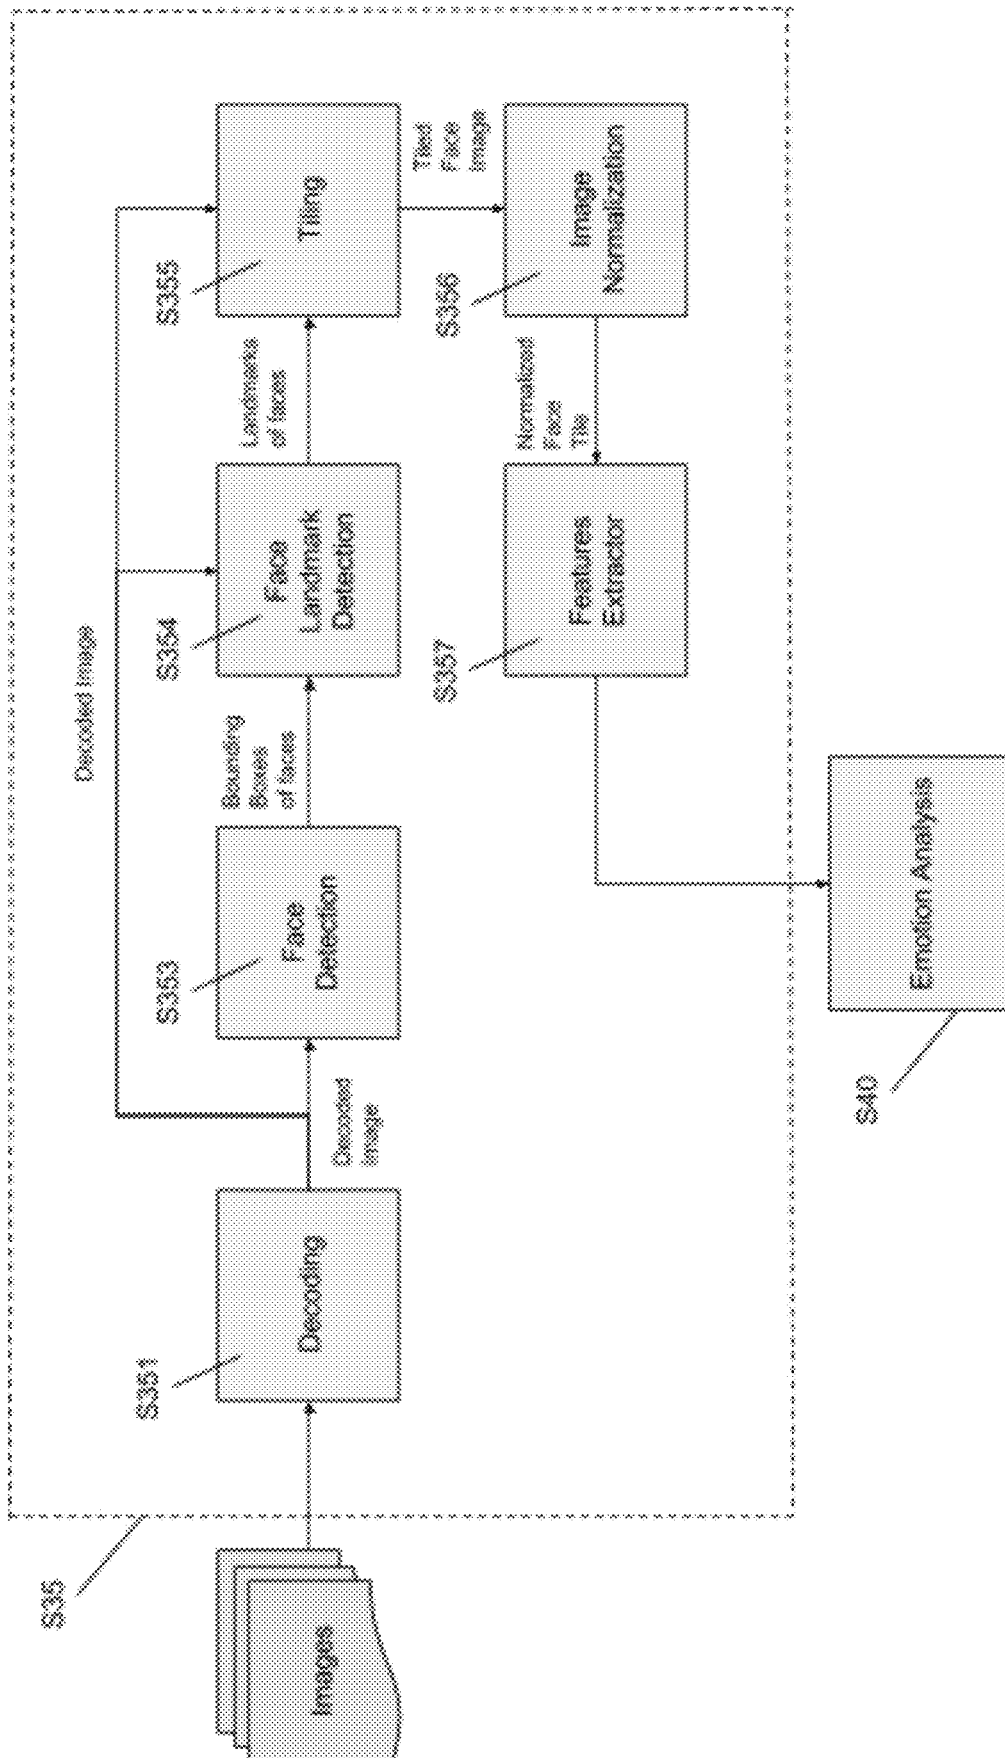 S35
Images
S351
Decoding
Decoded
Image
Decoded Image
S353
Face
Detection
Bounding
Boxes
of faces
S354
Face
Landmark
Detection
Landmarks
of faces
S355
Tiling
Tiled
Face
Image
S356
Image
Normalization
Normalized
Face
Tile
S357
Features
Extractor
S40
Emotion Analysis